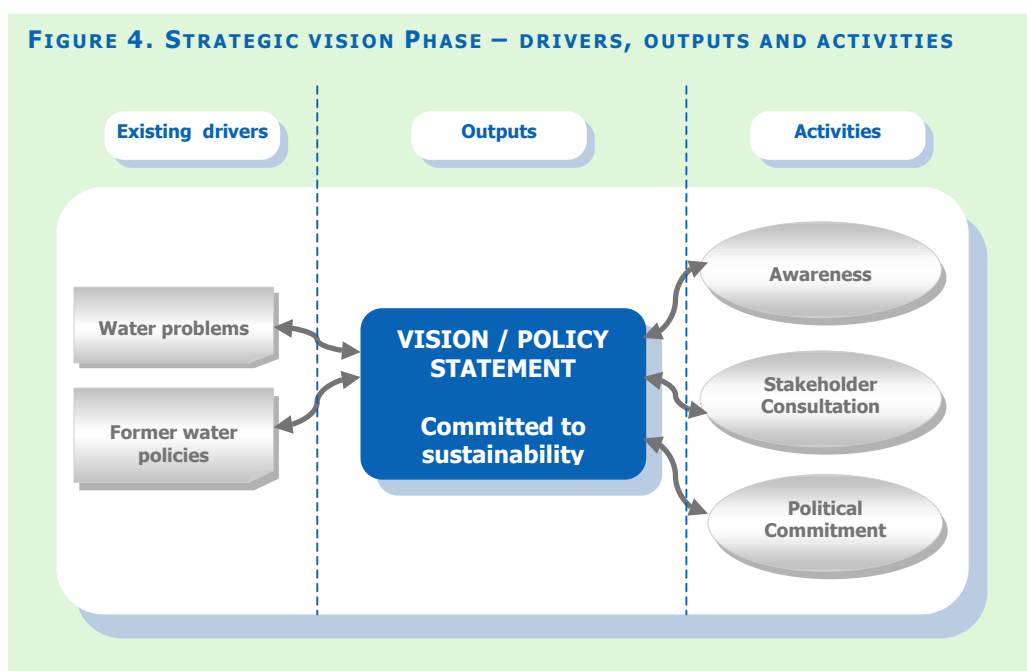 FIGURE 4. STRATEGIC VISION PHASE – DRIVERS, OUTPUTS AND ACTIVITIES
Existing drivers
Outputs
Activities
Water problems
Former water
policies
VISION / POLICY
STATEMENT
Committed to
sustainability
Awareness
Stakeholder
Consultation
Political
Commitment